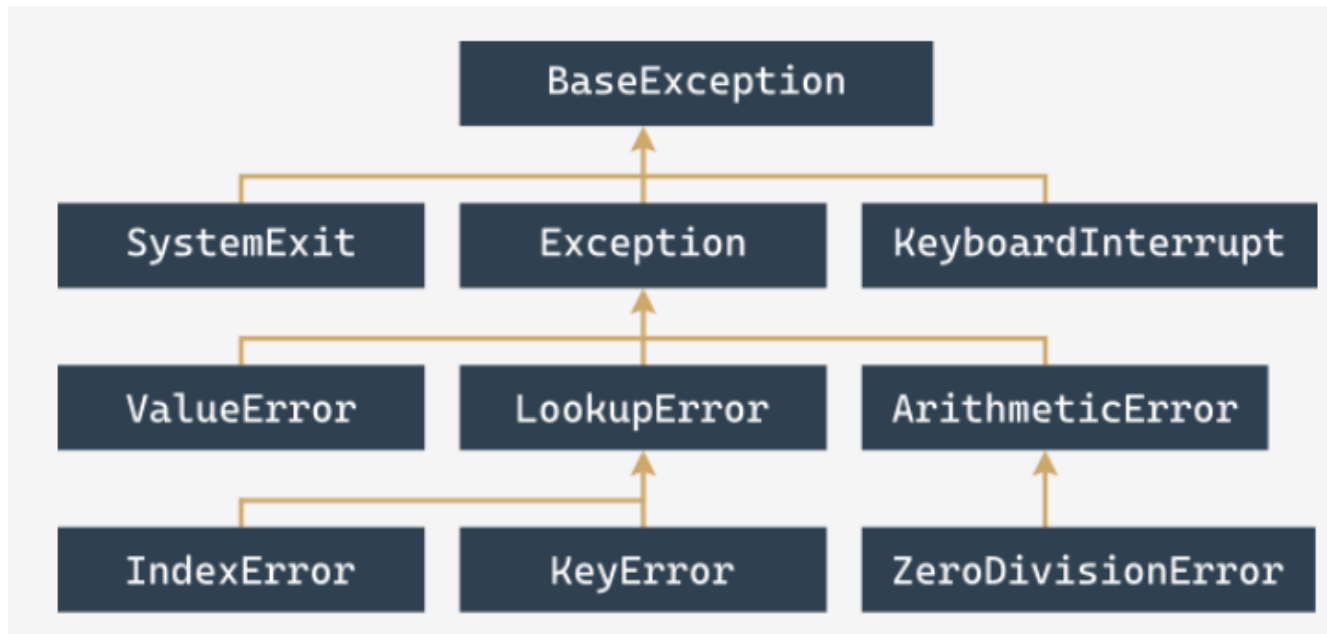 BaseException
SystemExit
Exception
KeyboardInterrupt
ValueError
LookupError
ArithmeticError
IndexError
KeyError
ZeroDivisionError